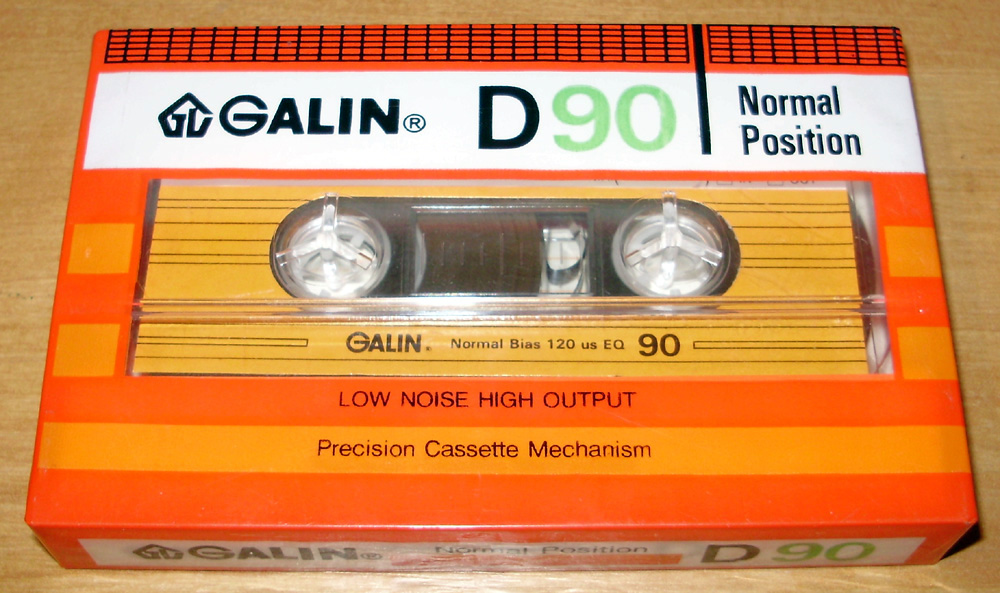 GALIN® D90 Normal
Position
GALIN. Normal Bias 120 us EQ 90
LOW NOISE HIGH OUTPUT
Precision Cassette Mechanism
GALIN® Normal Position D90